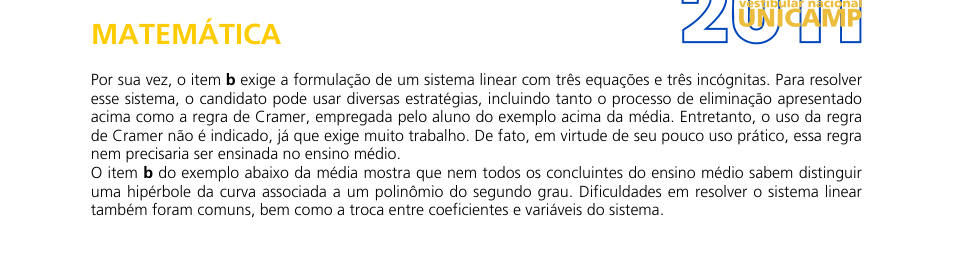 vestibular nacional
2011
UNICAMP
MATEMÁTICA
Por sua vez, o item b exige a formulação de um sistema linear com três equações e três incógnitas. Para resolver
esse sistema, o candidato pode usar diversas estratégias, incluindo tanto o processo de eliminação apresentado
acima como a regra de Cramer, empregada pelo aluno do exemplo acima da média. Entretanto, o uso da regra
de Cramer não é indicado, já que exige muito trabalho. De fato, em virtude de seu pouco uso prático, essa regra
nem precisaria ser ensinada no ensino médio.
O item b do exemplo abaixo da média mostra que nem todos os concluintes do ensino médio sabem distinguir
uma hipérbole da curva associada a um polinômio do segundo grau. Dificuldades em resolver o sistema linear
também foram comuns, bem como a troca entre coeficientes e variáveis do sistema.